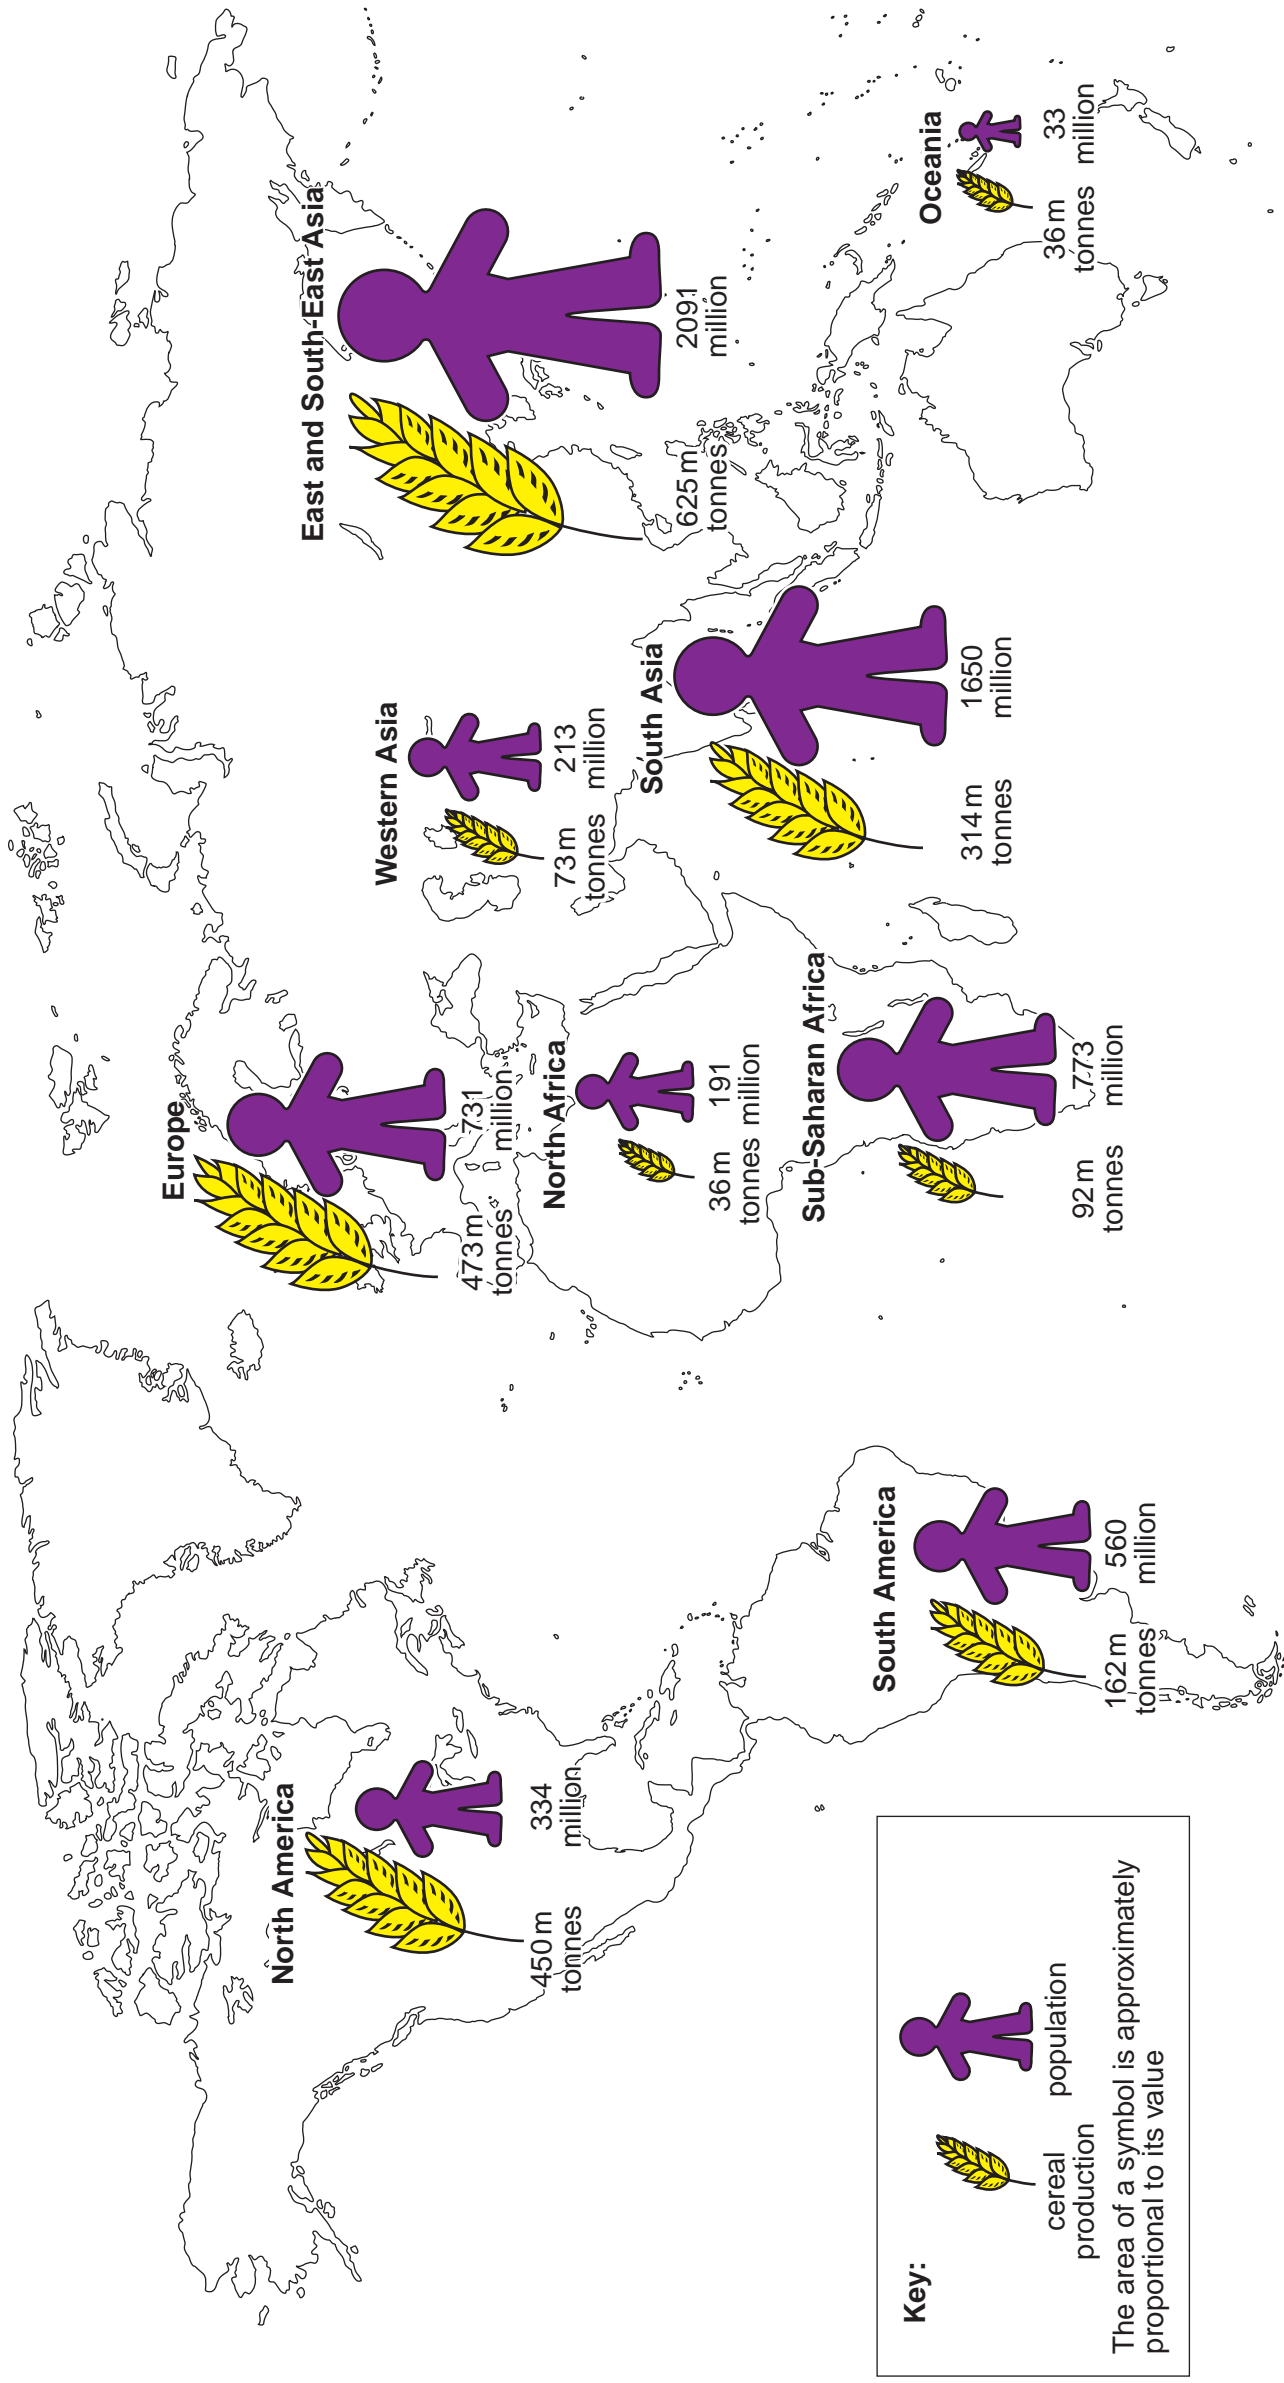 North America
450 m
tonnes
334
million
South America
162 m
tonnes
560
million
Europe
473 m
tonnes
731
million
North Africa
36 m
tonnes
191
million
Sub-Saharan Africa
92 m
tonnes
773
million
Western Asia
73 m
tonnes
213
million
South Asia
314 m
tonnes
1650
million
East and South-East Asia
625 m
tonnes
2091
million
Oceania
36 m
tonnes
33
million
Key:
cereal
production
population
The area of a symbol is approximately
proportional to its value